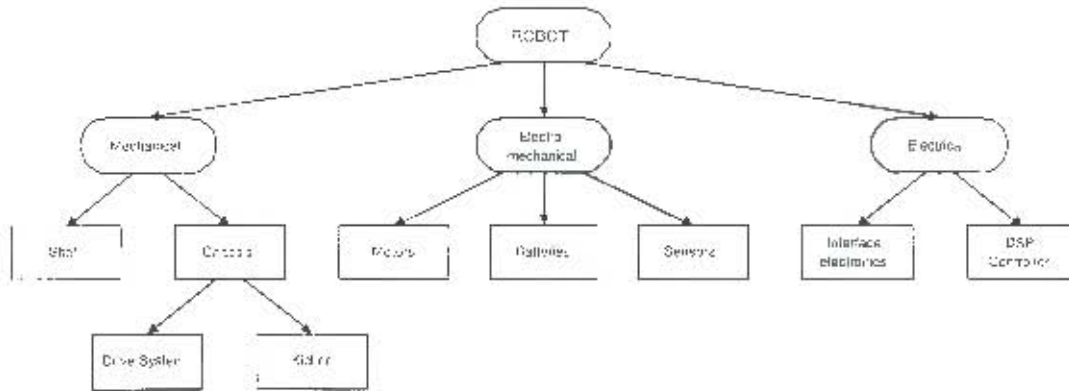 ROBOT
Mechanical
Electro
mechanical
Electrical
Chassis
Motors
Batteries
Sensors
Interface
electronics
DSP
Controller
Drive System